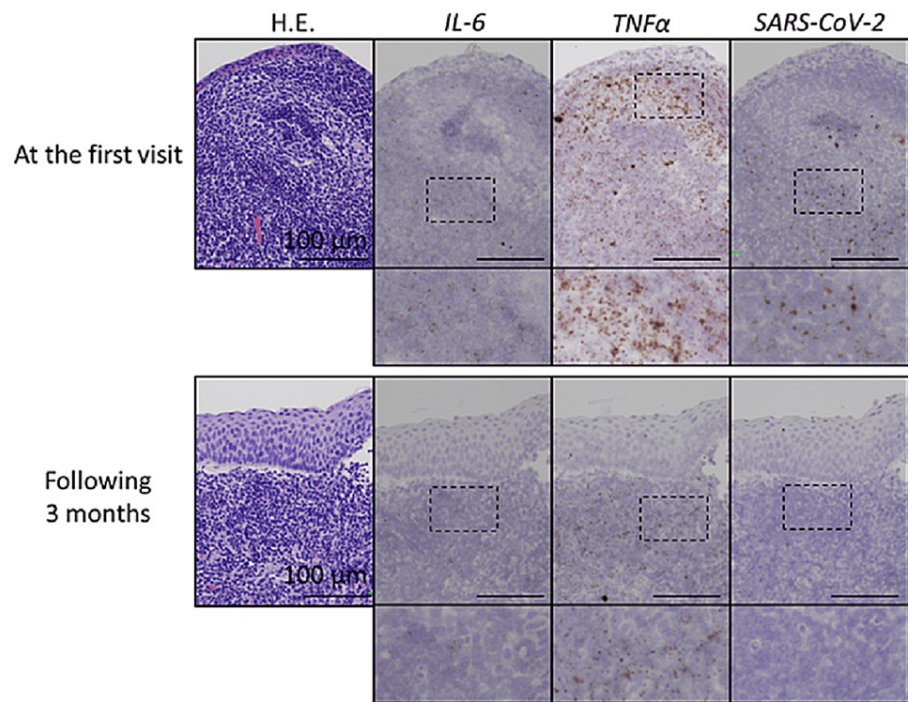 H.E. IL-6 TNFα SARS-CoV-2
At the first visit
100 μm
Following
3 months
100 μm